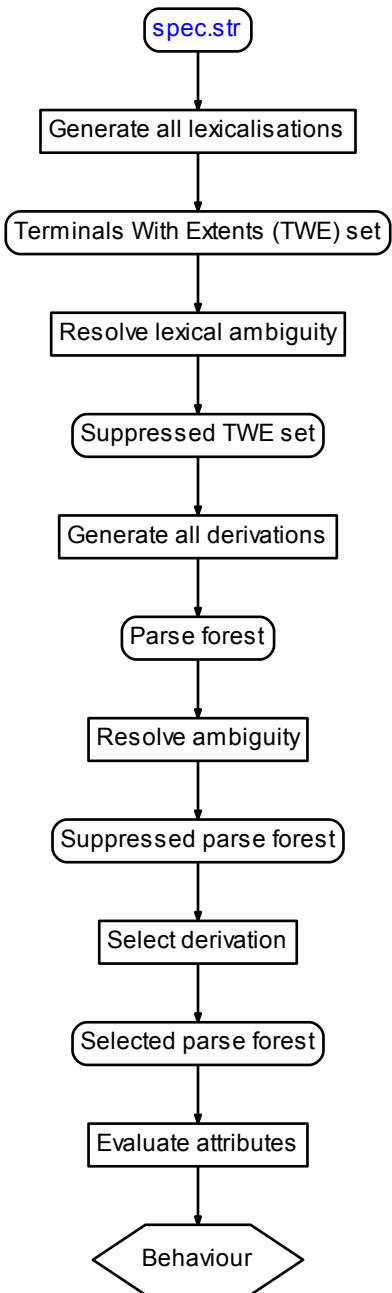 spec.str
Generate all lexicalisations
Terminals With Extents (TWE) set
Resolve lexical ambiguity
Suppressed TWE set
Generate all derivations
Parse forest
Resolve ambiguity
Suppressed parse forest
Select derivation
Selected parse forest
Evaluate attributes
Behaviour